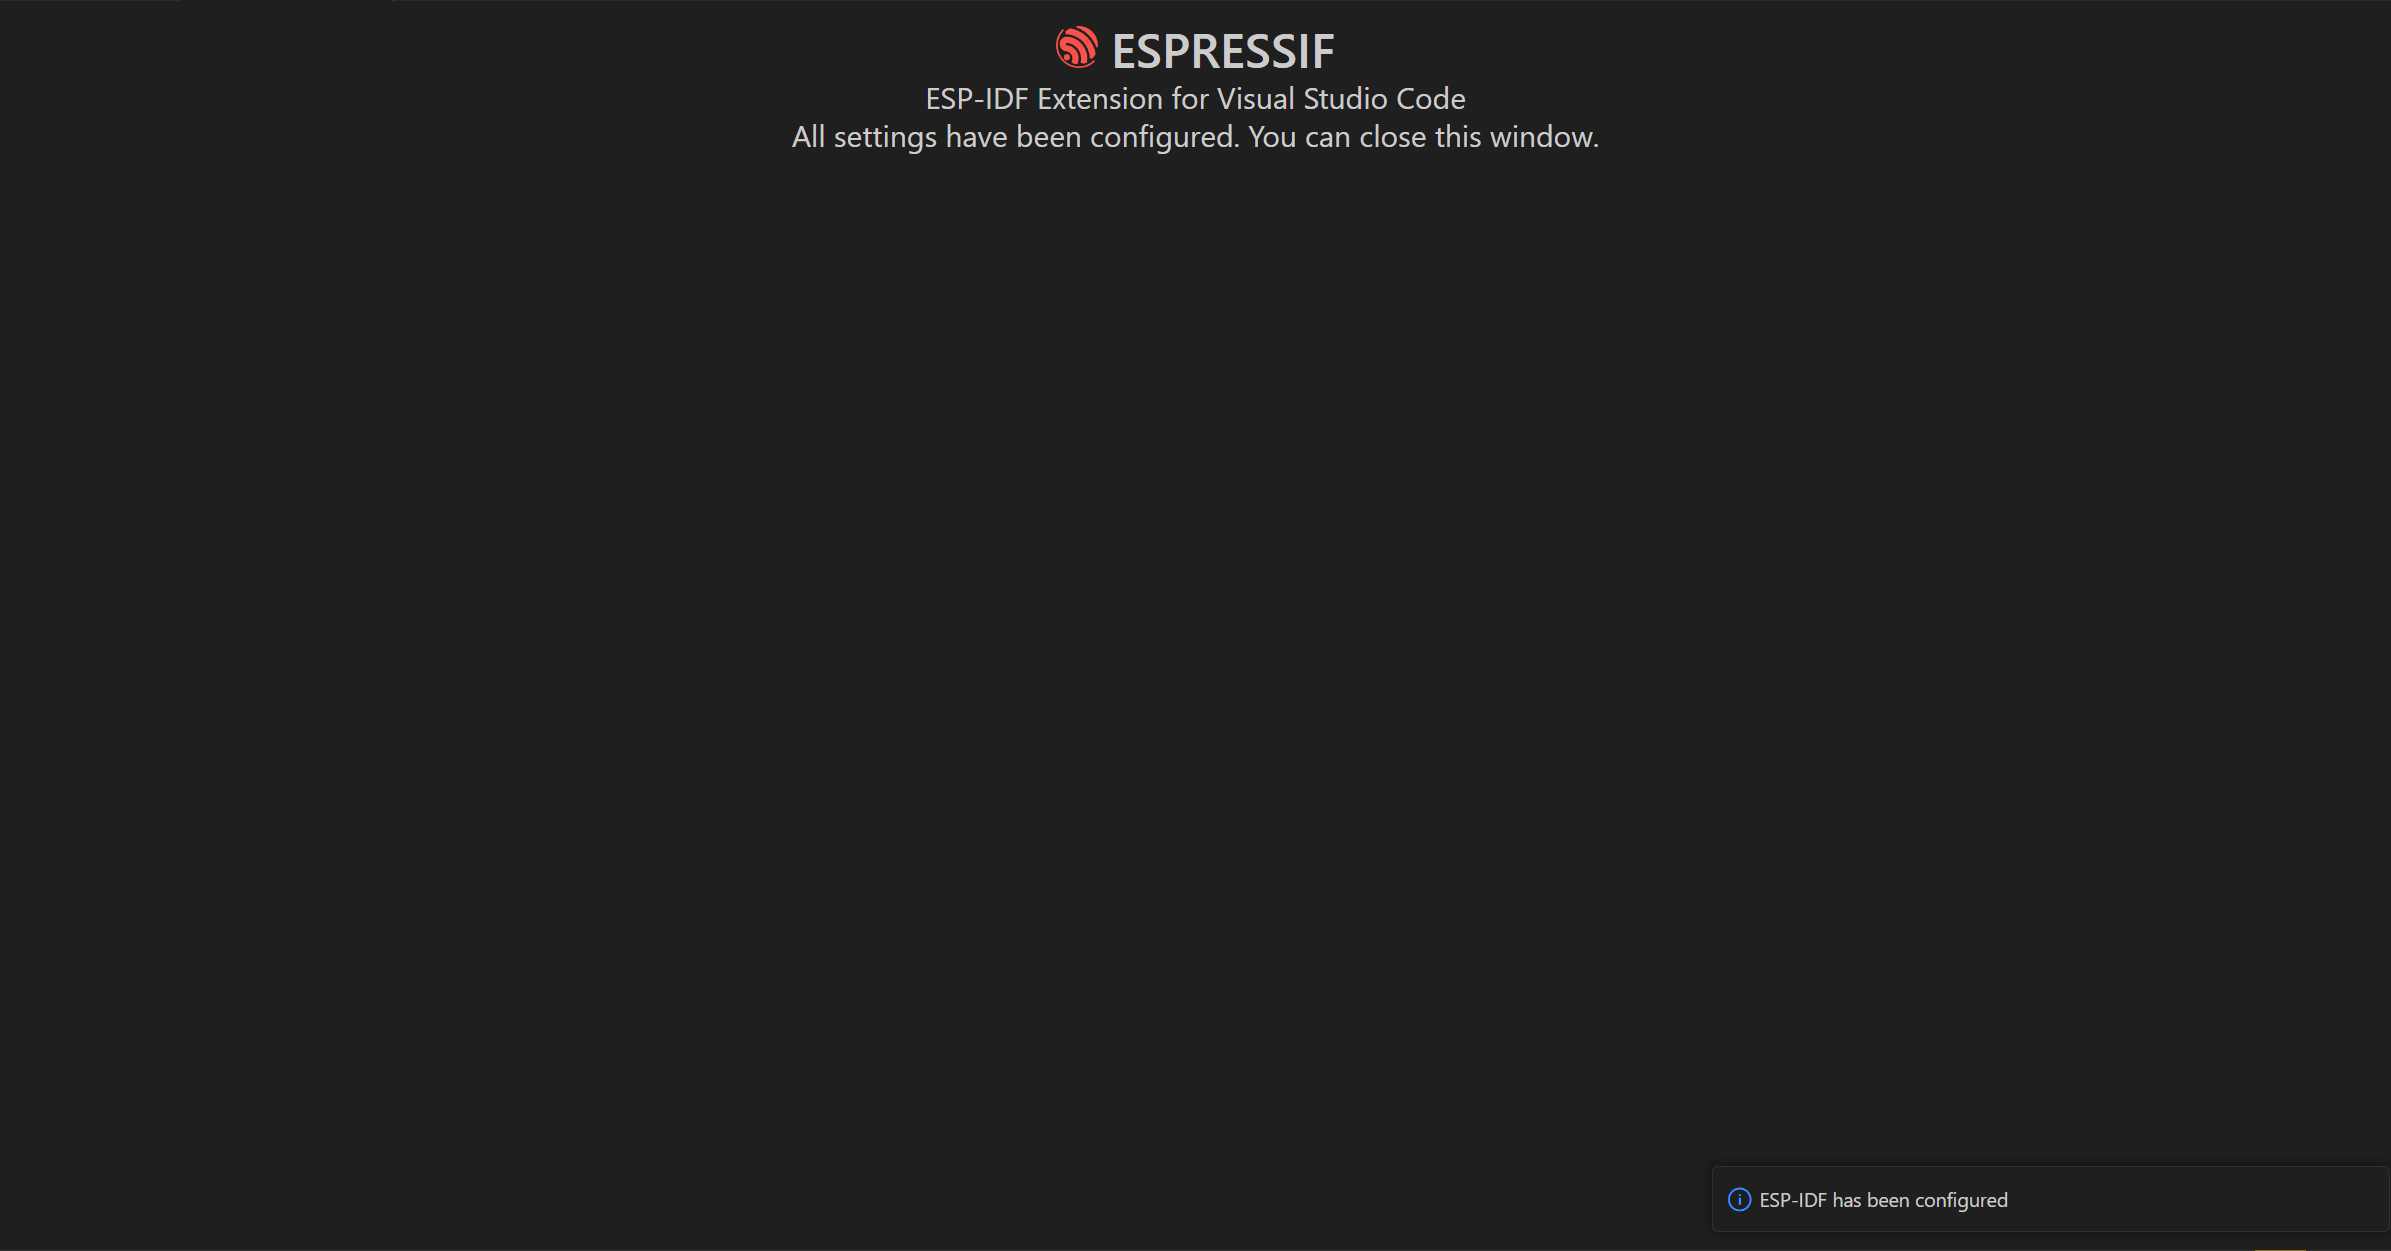 ESPRESSIF
ESP-IDF Extension for Visual Studio Code
All settings have been configured. You can close this window.
ESP-IDF has been configured